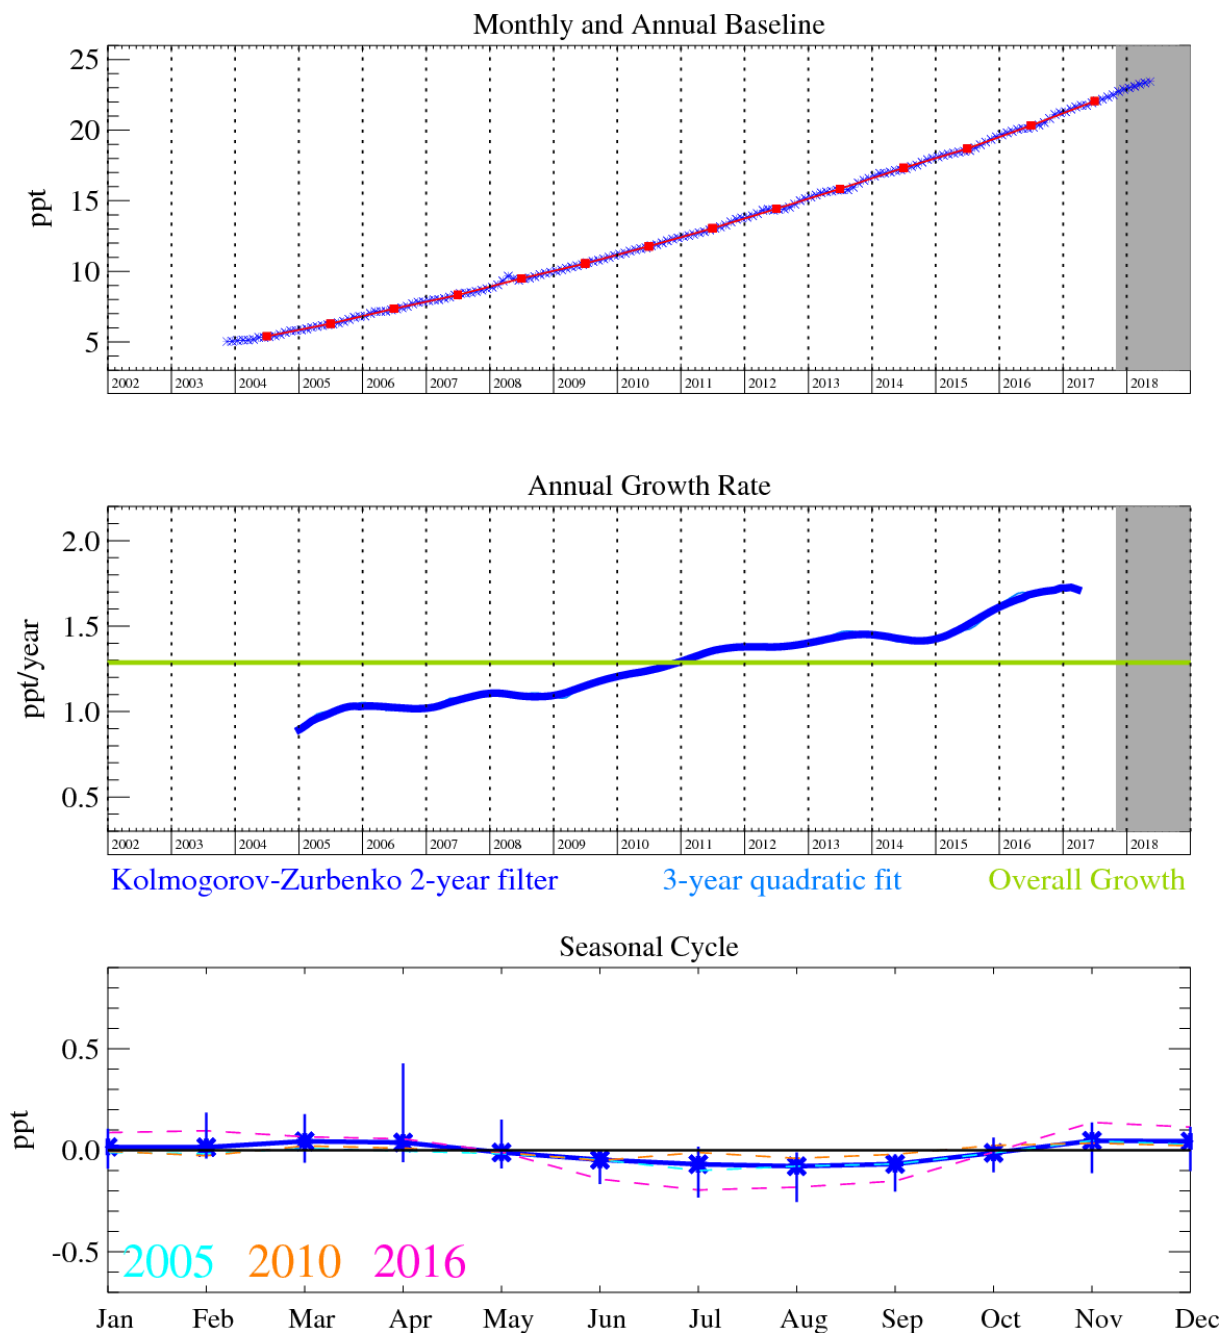 Monthly and Annual Baseline
25
20
15
10
5
ppt
2002 2003 2004 2005 2006 2007 2008 2009 2010 2011 2012 2013 2014 2015 2016 2017 2018
Annual Growth Rate
2.0
1.5
1.0
0.5
ppt/year
2002 2003 2004 2005 2006 2007 2008 2009 2010 2011 2012 2013 2014 2015 2016 2017 2018
Kolmogorov-Zurbenko 2-year filter 3-year quadratic fit Overall Growth
Seasonal Cycle
0.5
0.0
-0.5
ppt
2005 2010 2016
Jan Feb Mar Apr May Jun Jul Aug Sep Oct Nov Dec